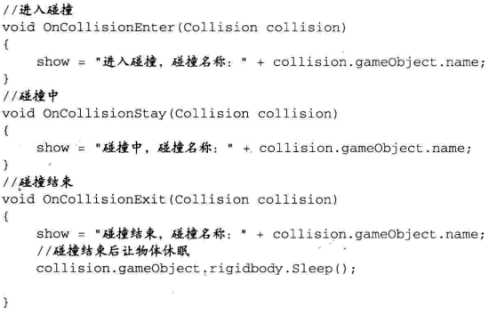 //进入碰撞
void OnCollisionEnter(Collision collision)
{
show = "进入碰撞，碰撞名称：" + collision.gameObject.name;
}
//碰撞中
void OnCollisionStay(Collision collision)
{
show = "碰撞中，碰撞名称：" + collision.gameObject.name;
}
//碰撞结束
void OnCollisionExit(Collision collision)
{
show = "碰撞结束，碰撞名称：" + collision.gameObject.name;
//碰撞结束后让物体休眠
collision.gameObject.rigidbody.Sleep();
}